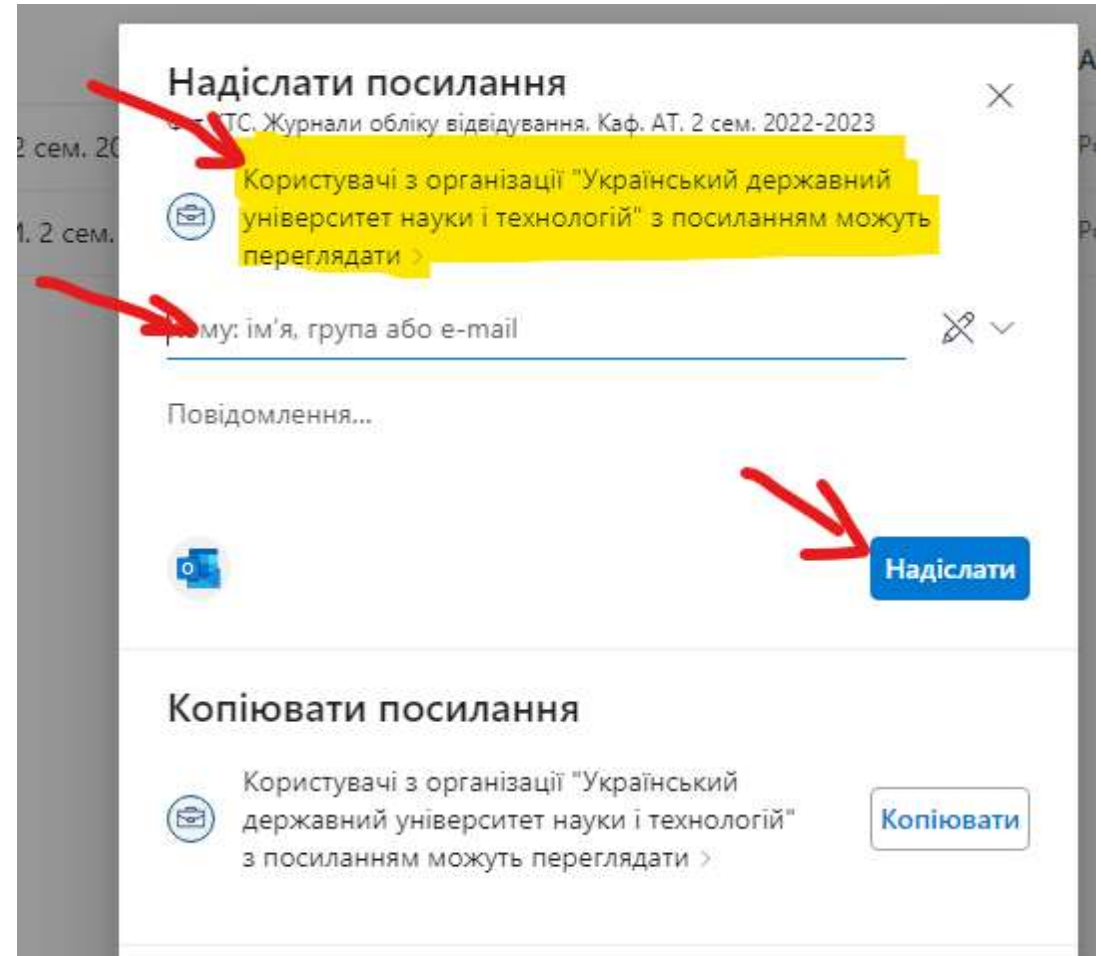 Надіслати посилання
ТС. Журнали обліку відвідування. Каф. АТ. 2 сем. 2022-2023
Користувачі з організації "Український державний
університет науки і технологій" з посиланням можуть
переглядати >
2 сем. 20
2 сем.
Кому: ім'я, група або e-mail
Повідомлення...
Надіслати
Копіювати посилання
Користувачі з організації "Український
державний університет науки і технологій"
з посиланням можуть переглядати >
Копіювати